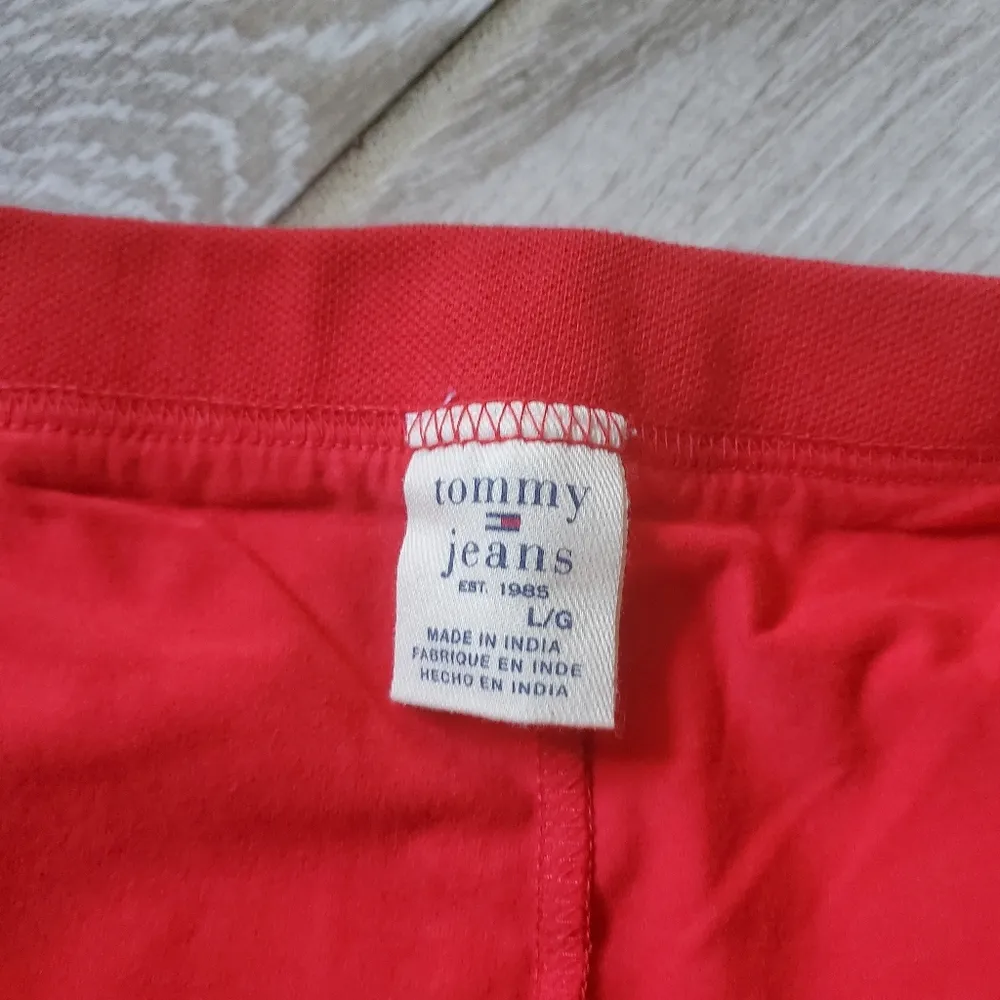 tommy
jeans
EST. 1985
L/G
MADE IN INDIA
FABRIQUE EN INDE
HECHO EN INDIA